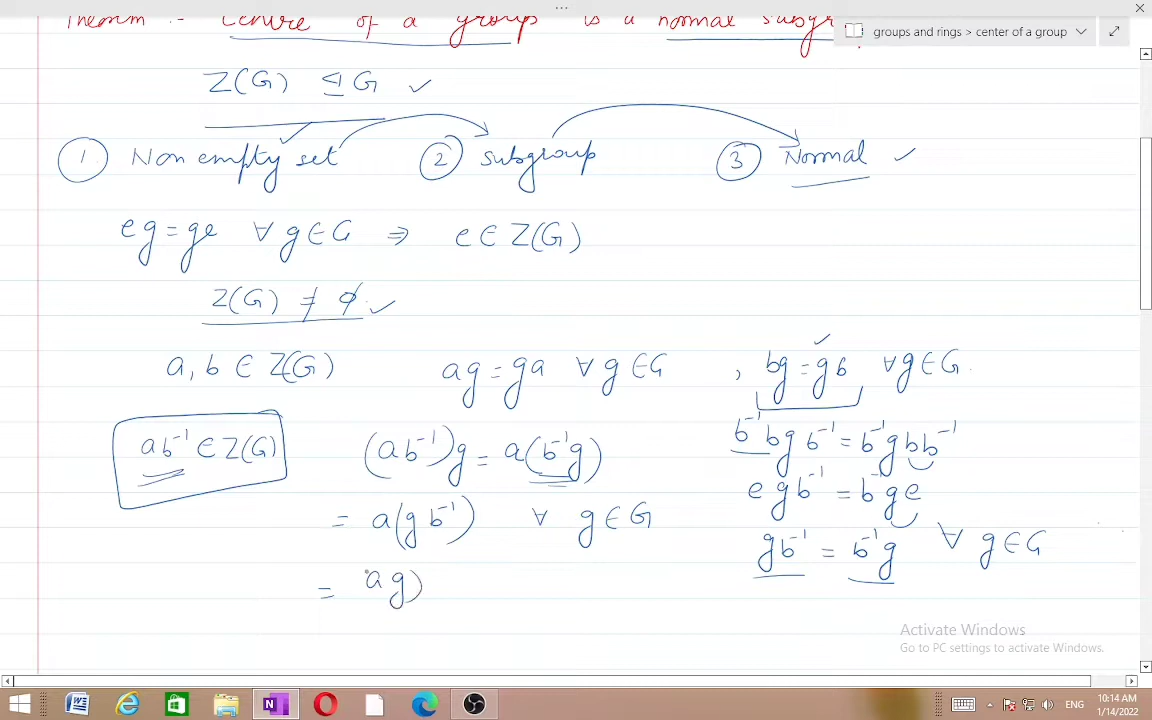 Theorem :- Centre of a group is a normal subgr
groups and rings > center of a group
Z(G) ⊴ G ✓
① Non empty set ② subgroup ③ Normal ✓
eg = ge ∀ g ∈ G ⇒ e ∈ Z(G)
Z(G) ≠ ϕ ✓
a, b ∈ Z(G) ag = ga ∀ g ∈ G , bg = gb ∀ g ∈ G.
ab⁻¹ ∈ Z(G) (ab⁻¹)g = a(b⁻¹g) b⁻¹bgb⁻¹ = b⁻¹gbb⁻¹
egb⁻¹ = b⁻¹ge
= a(gb⁻¹) ∀ g ∈ G
gb⁻¹ = b⁻¹g ∀ g ∈ G
= ag)
Activate Windows
Go to PC settings to activate Windows.
ENG
10:14 AM
1/14/2022